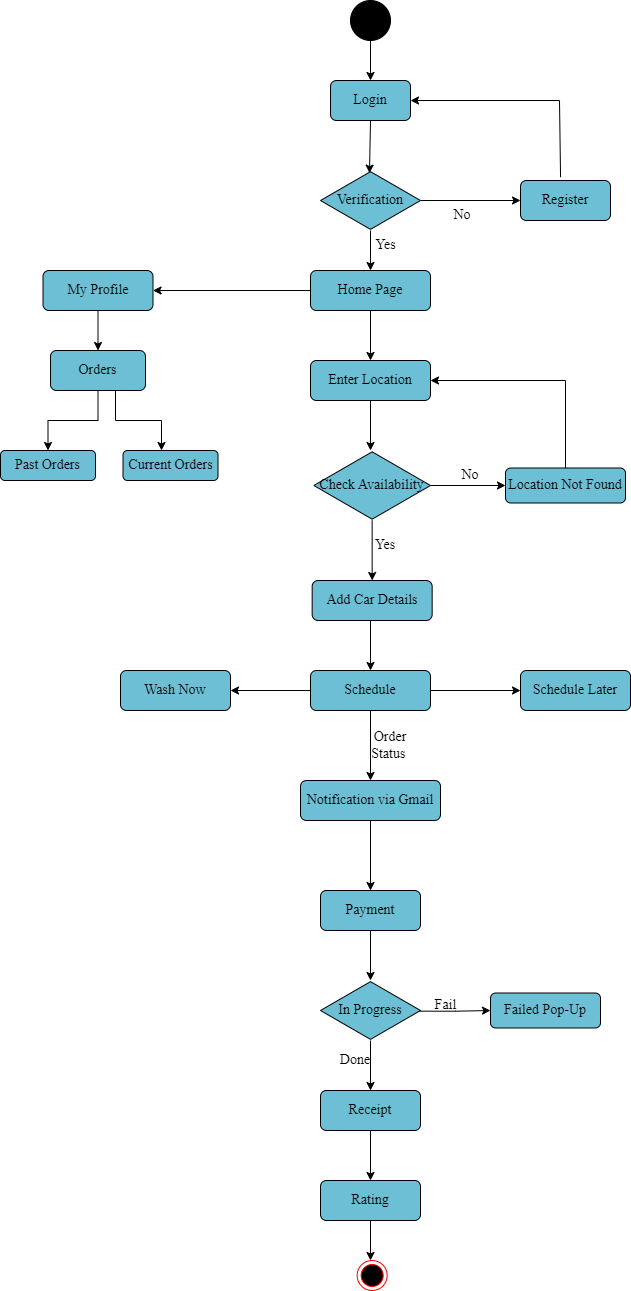 Login
Verification
No
Register
Yes
My Profile
Home Page
Orders
Enter Location
Past Orders
Current Orders
Check Availability
No
Location Not Found
Yes
Add Car Details
Wash Now
Schedule
Schedule Later
Order
Status
Notification via Gmail
Payment
In Progress
Fail
Failed Pop-Up
Done
Receipt
Rating